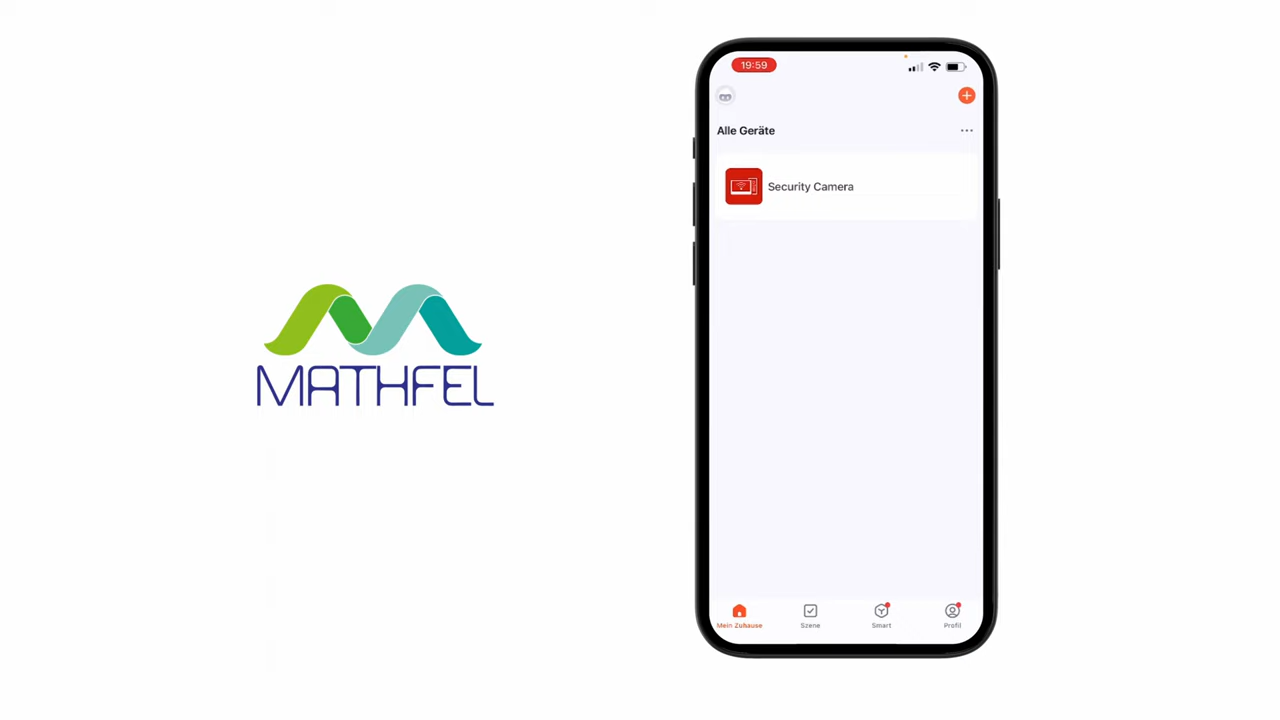 MATHFEL
19:59
Alle Geräte
Security Camera
Mein Zuhause
Szene
Smart
Profil